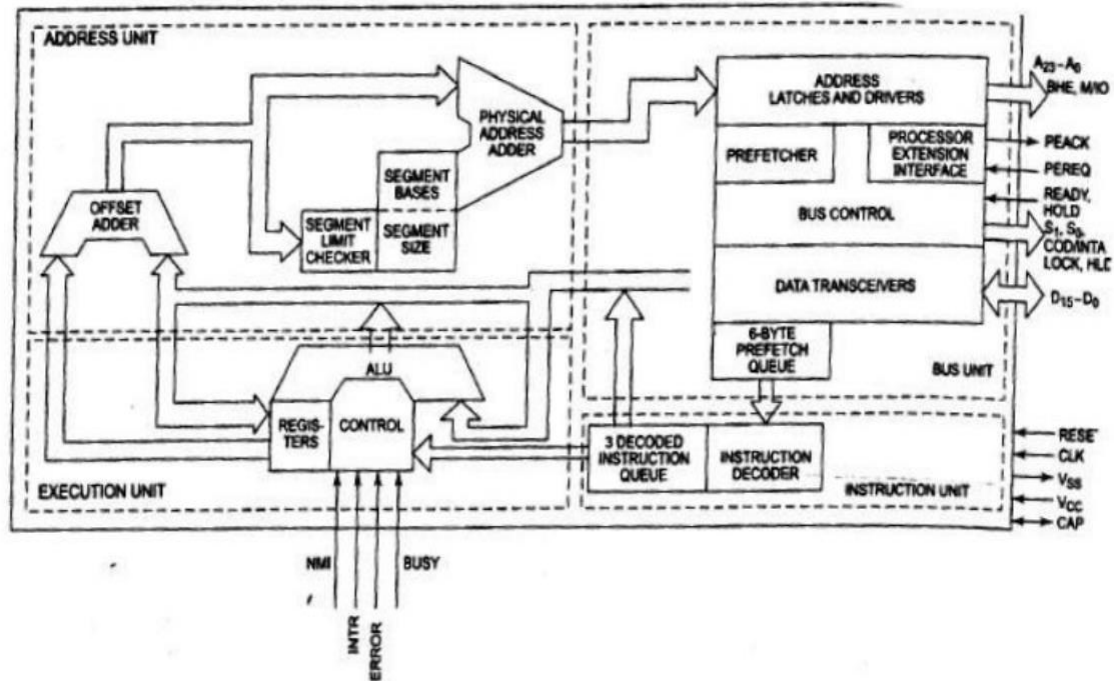 ADDRESS UNIT
PHYSICAL
ADDRESS
ADDER
SEGMENT
BASES
OFFSET
ADDER
SEGMENT
LIMIT
CHECKER
SEGMENT
SIZE
ADDRESS
LATCHES AND DRIVERS
PREFETCHER
PROCESSOR
EXTENSION
INTERFACE
BUS CONTROL
DATA TRANSCEIVERS
6-BYTE
PREFETCH
QUEUE
BUS UNIT
A23-A0
BHE, M/IO
PEACK
PEREQ
READY,
HOLD
S1, S0,
COD/INTA
LOCK, HLD
D15-D0
ALU
REGIS-
TERS
CONTROL
EXECUTION UNIT
3 DECODED
INSTRUCTION
QUEUE
INSTRUCTION
DECODER
INSTRUCTION UNIT
RESET
CLK
VSS
VCC
CAP
NMI
BUSY
INTR
ERROR